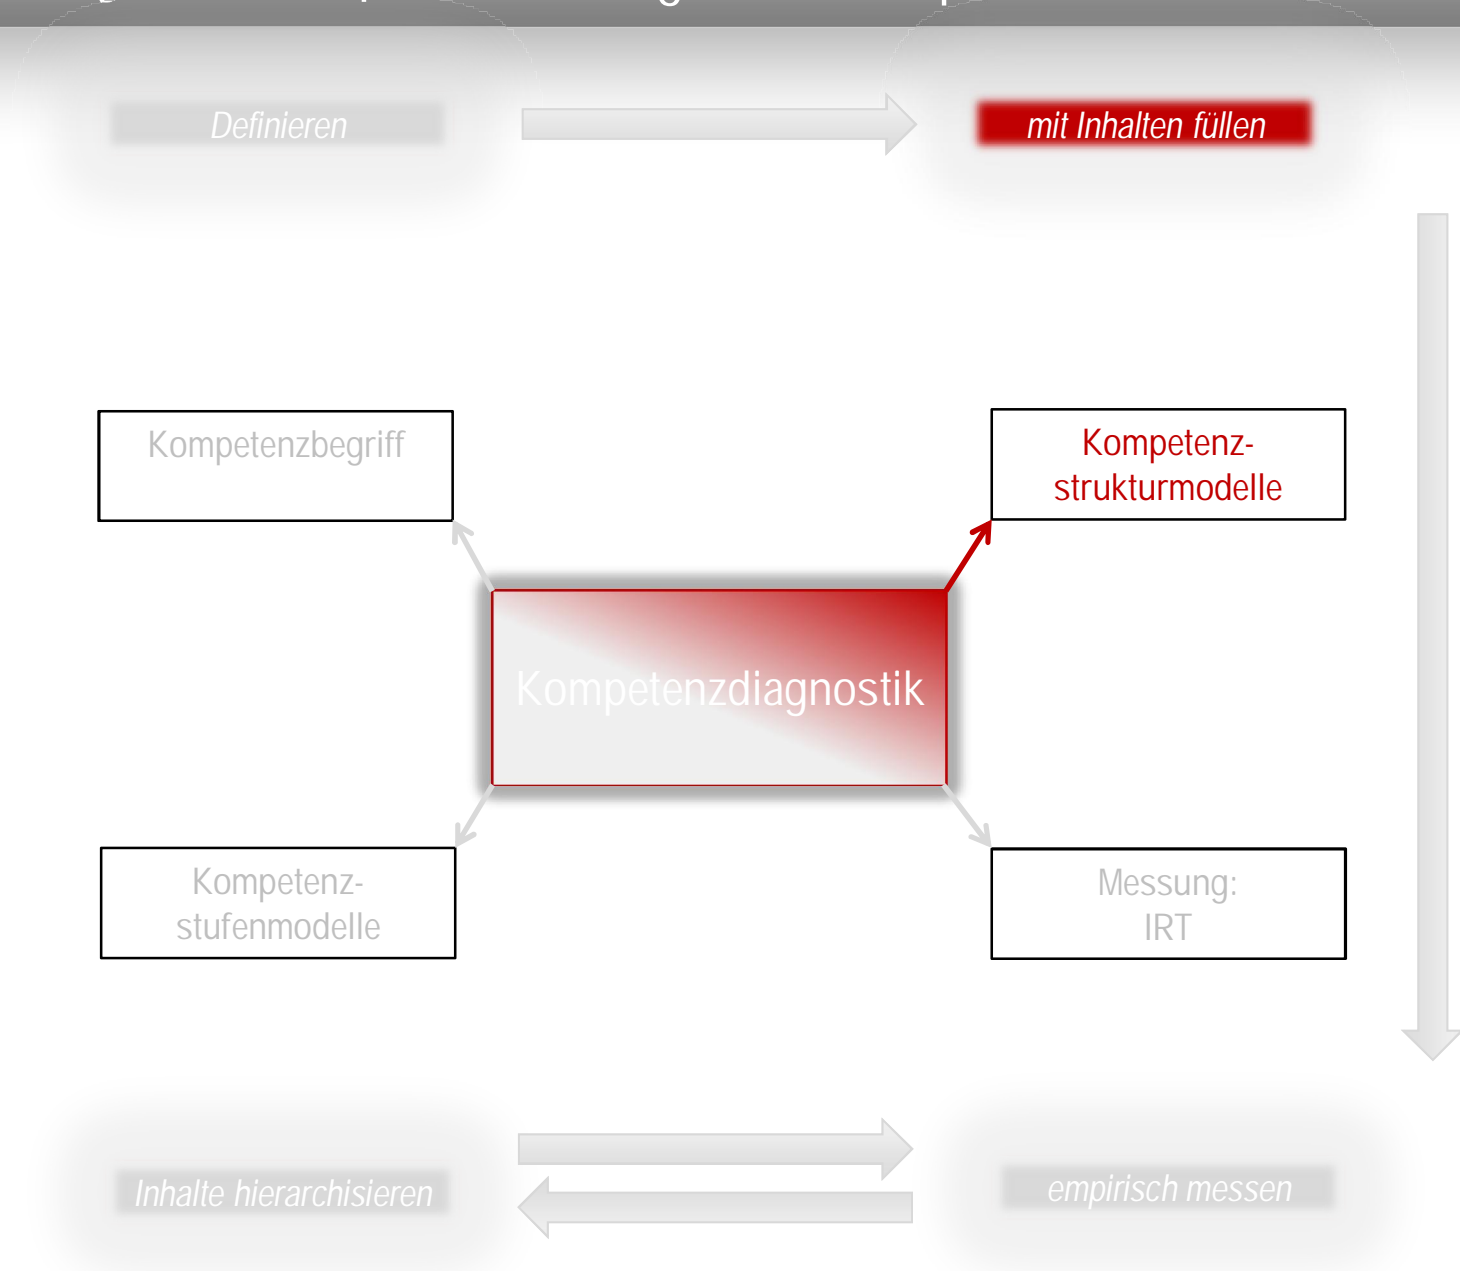 Definieren
mit Inhalten füllen
Kompetenzbegriff
Kompetenz-
strukturmodelle
Kompetenzdiagnostik
Kompetenz-
stufenmodelle
Messung:
IRT
Inhalte hierarchisieren
empirisch messen